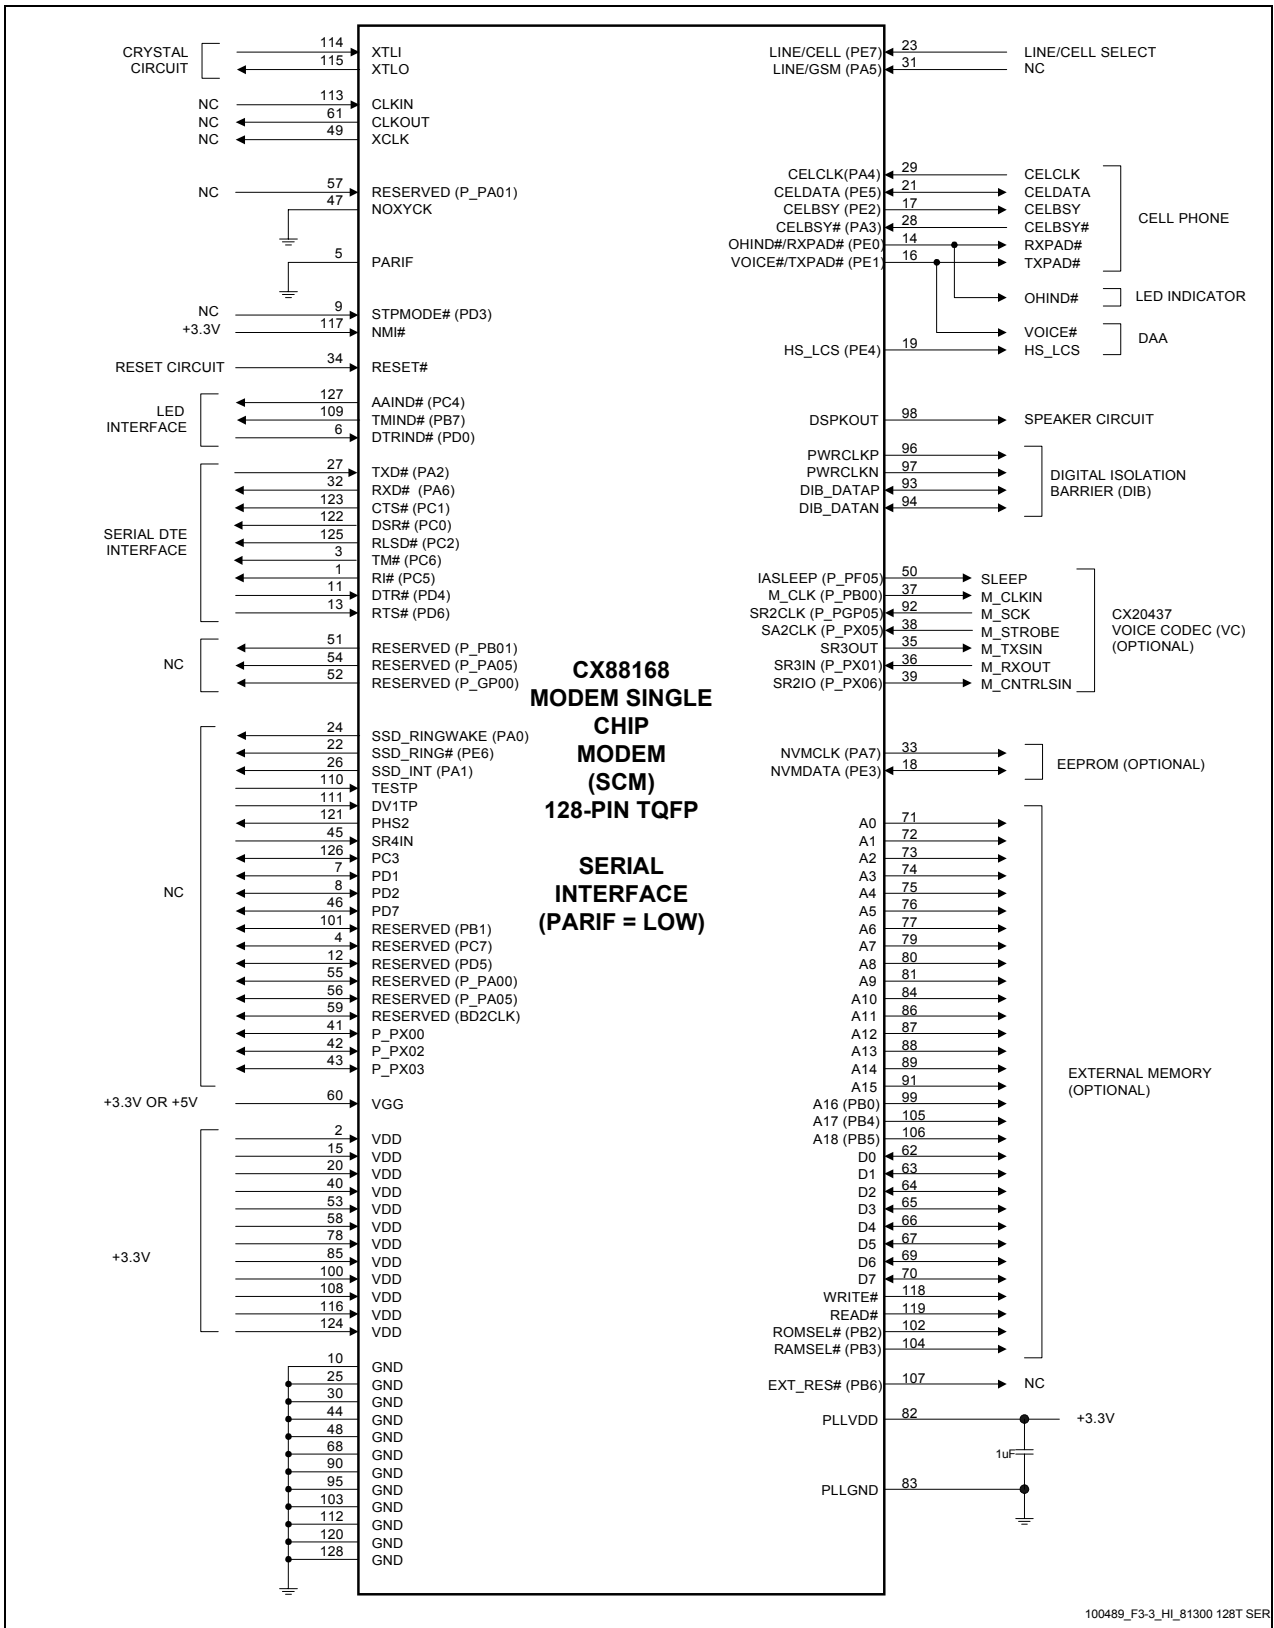 CRYSTAL
CIRCUIT
114 XTLI
115 XTLO
NC 113 CLKIN
NC 61 CLKOUT
NC 49 XCLK
NC 57 RESERVED (P_PA01)
47 NOXYCK
5 PARIF
NC 9 STPMODE# (PD3)
+3.3V 117 NMI#
RESET CIRCUIT 34 RESET#
LED
INTERFACE
127 AAIND# (PC4)
109 TMIND# (PB7)
6 DTRIND# (PD0)
SERIAL DTE
INTERFACE
27 TXD# (PA2)
32 RXD# (PA6)
123 CTS# (PC1)
122 DSR# (PC0)
125 RLSD# (PC2)
3 TM# (PC6)
1 RI# (PC5)
11 DTR# (PD4)
13 RTS# (PD6)
NC
51 RESERVED (P_PB01)
54 RESERVED (P_PA05)
52 RESERVED (P_GP00)
NC
24 SSD_RINGWAKE (PA0)
22 SSD_RING# (PE6)
26 SSD_INT (PA1)
110 TESTP
111 DV1TP
121 PHS2
45 SR4IN
126 PC3
7 PD1
8 PD2
46 PD7
101 RESERVED (PB1)
4 RESERVED (PC7)
12 RESERVED (PD5)
55 RESERVED (P_PA00)
56 RESERVED (P_PA05)
59 RESERVED (BD2CLK)
41 P_PX00
42 P_PX02
43 P_PX03
+3.3V OR +5V 60 VGG
+3.3V
2 VDD
15 VDD
20 VDD
40 VDD
53 VDD
58 VDD
78 VDD
85 VDD
100 VDD
108 VDD
116 VDD
124 VDD
10 GND
25 GND
30 GND
44 GND
48 GND
68 GND
90 GND
95 GND
103 GND
112 GND
120 GND
128 GND
CX88168
MODEM SINGLE
CHIP
MODEM
(SCM)
128-PIN TQFP
SERIAL
INTERFACE
(PARIF = LOW)
LINE/CELL (PE7) 23 LINE/CELL SELECT
LINE/GSM (PA5) 31 NC
CELCLK(PA4) 29 CELCLK
CELDATA (PE5) 21 CELDATA
CELBSY (PE2) 17 CELBSY
CELBSY# (PA3) 28 CELBSY#
OHIND#/RXPAD# (PE0) 14 RXPAD#
VOICE#/TXPAD# (PE1) 16 TXPAD#
CELL PHONE
OHIND# LED INDICATOR
VOICE#
HS_LCS (PE4) 19 HS_LCS
DAA
DSPKOUT 98 SPEAKER CIRCUIT
PWRCLKP 96
PWRCLKN 97
DIB_DATAP 93
DIB_DATAN 94
DIGITAL ISOLATION
BARRIER (DIB)
IASLEEP (P_PF05) 50 SLEEP
M_CLK (P_PB00) 37 M_CLKIN
SR2CLK (P_PGP05) 92 M_SCK
SA2CLK (P_PX05) 38 M_STROBE
SR3OUT 35 M_TXSIN
SR3IN (P_PX01) 36 M_RXOUT
SR2IO (P_PX06) 39 M_CNTRLSIN
CX20437
VOICE CODEC (VC)
(OPTIONAL)
NVMCLK (PA7) 33
NVMDATA (PE3) 18
EEPROM (OPTIONAL)
A0 71
A1 72
A2 73
A3 74
A4 75
A5 76
A6 77
A7 79
A8 80
A9 81
A10 84
A11 86
A12 87
A13 88
A14 89
A15 91
A16 (PB0) 99
A17 (PB4) 105
A18 (PB5) 106
D0 62
D1 63
D2 64
D3 65
D4 66
D5 67
D6 69
D7 70
WRITE# 118
READ# 119
ROMSEL# (PB2) 102
RAMSEL# (PB3) 104
EXTERNAL MEMORY
(OPTIONAL)
EXT_RES# (PB6) 107 NC
PLLVDD 82 +3.3V
1uF
PLLGND 83
100489_F3-3_HI_81300 128T SER